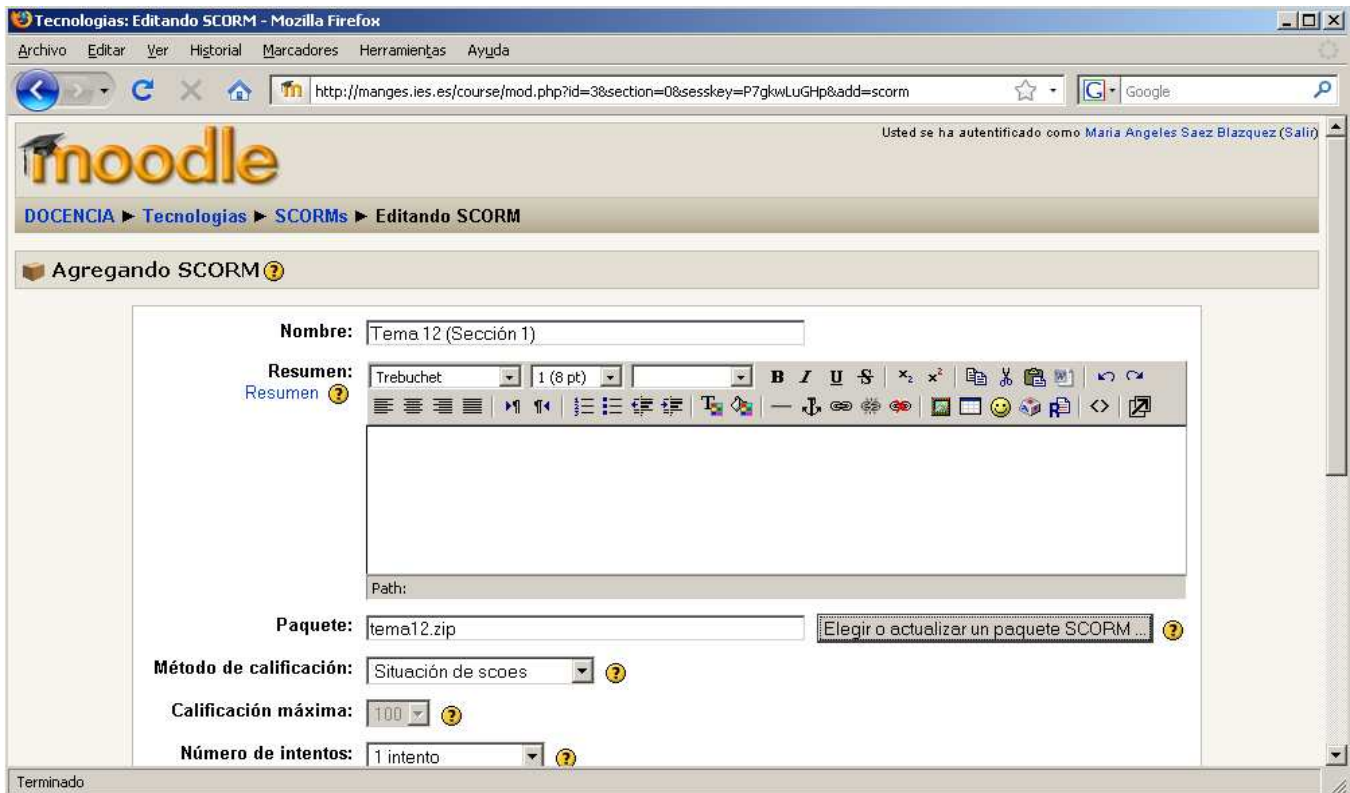 Tecnologias: Editando SCORM - Mozilla Firefox
Archivo Editar Ver Historial Marcadores Herramientas Ayuda
http://manges.ies.es/course/mod.php?id=3&section=0&sesskey=P7gkwLuGHp&add=scorm
G Google
moodle
Usted se ha autentificado como Maria Angeles Saez Blazquez (Salir)
DOCENCIA ► Tecnologias ► SCORMs ► Editando SCORM
Agregando SCORM ?
Nombre: Tema 12 (Sección 1)
Resumen: Trebuchet 1 (8 pt) B I U S x₂ x²
Resumen ?
Path:
Paquete: tema12.zip Elegir o actualizar un paquete SCORM ... ?
Método de calificación: Situación de scoes ?
Calificación máxima: 100 ?
Número de intentos: 1 intento ?
Terminado